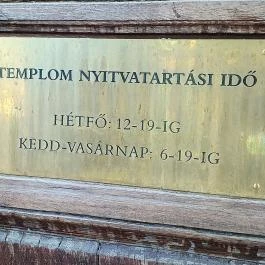 TEMPLOM NYITVATARTÁSI IDŐ
HÉTFŐ: 12-19-IG
KEDD-VASÁRNAP: 6-19-IG